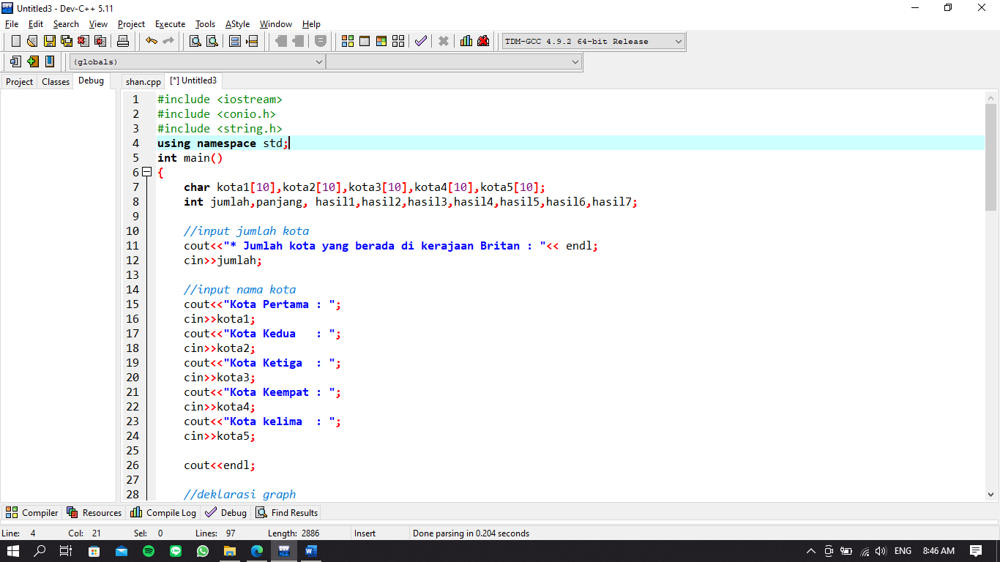 Untitled3 - Dev-C++ 5.11
File Edit Search View Project Execute Tools AStyle Window Help
TDM-GCC 4.9.2 64-bit Release
(globals)
Project Classes Debug shan.cpp [*] Untitled3
1 #include <iostream>
2 #include <conio.h>
3 #include <string.h>
4 using namespace std;
5 int main()
6 {
7 char kota1[10],kota2[10],kota3[10],kota4[10],kota5[10];
8 int jumlah,panjang, hasil1,hasil2,hasil3,hasil4,hasil5,hasil6,hasil7;
9
10 //input jumlah kota
11 cout<<"* Jumlah kota yang berada di kerajaan Britan : "<< endl;
12 cin>>jumlah;
13
14 //input nama kota
15 cout<<"Kota Pertama : ";
16 cin>>kota1;
17 cout<<"Kota Kedua   : ";
18 cin>>kota2;
19 cout<<"Kota Ketiga  : ";
20 cin>>kota3;
21 cout<<"Kota Keempat : ";
22 cin>>kota4;
23 cout<<"Kota kelima  : ";
24 cin>>kota5;
25
26 cout<<endl;
27
28 //deklarasi graph
Compiler Resources Compile Log Debug Find Results
Line: 4 Col: 21 Sel: 0 Lines: 97 Length: 2886 Insert Done parsing in 0.204 seconds
ENG 8:46 AM